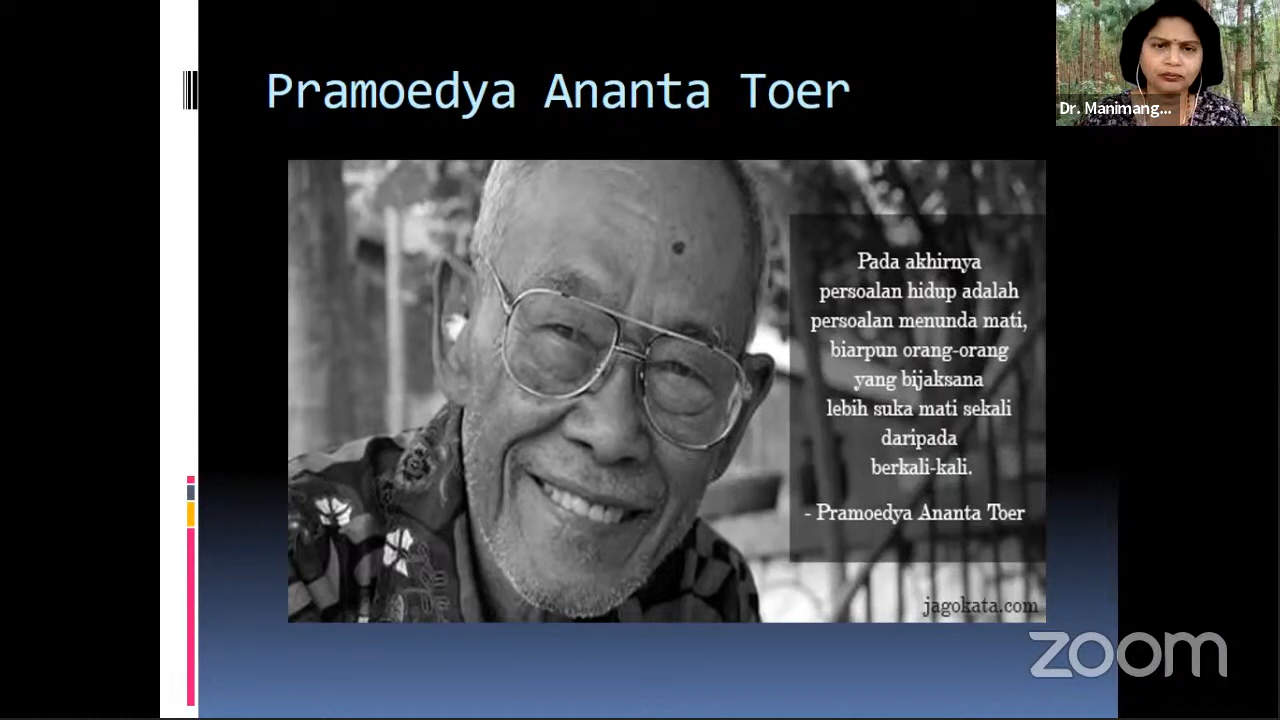 Pramoedya Ananta Toer
Dr. Manimang...
Pada akhirnya
persoalan hidup adalah
persoalan menunda mati,
biarpun orang-orang
yang bijaksana
lebih suka mati sekali
daripada
berkali-kali.
- Pramoedya Ananta Toer
jagokata.com
zoom